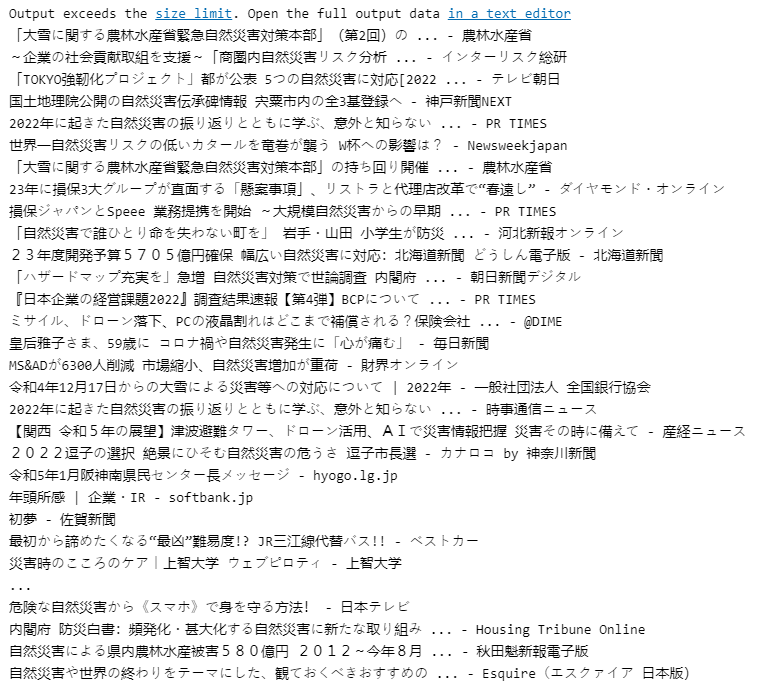 Output exceeds the size limit. Open the full output data in a text editor
「大雪に関する農林水産省緊急自然災害対策本部」（第2回）の ... - 農林水産省
～企業の社会貢献取組を支援～「商圏内自然災害リスク分析 ... - インターリスク総研
「TOKYO強靭化プロジェクト」都が公表 5つの自然災害に対応[2022 ... - テレビ朝日
国土地理院公開の自然災害伝承碑情報 宍粟市内の全3基登録へ - 神戸新聞NEXT
2022年に起きた自然災害の振り返りとともに学ぶ、意外と知らない ... - PR TIMES
世界一自然災害リスクの低いカタールを竜巻が襲う W杯への影響は？ - Newsweekjapan
「大雪に関する農林水産省緊急自然災害対策本部」の持ち回り開催 ... - 農林水産省
23年に損保3大グループが直面する「懸案事項」、リストラと代理店改革で“春遠し” - ダイヤモンド・オンライン
損保ジャパンとSpeee 業務提携を開始 ～大規模自然災害からの早期 ... - PR TIMES
「自然災害で誰ひとり命を失わない町を」 岩手・山田 小学生が防災 ... - 河北新報オンライン
２３年度開発予算５７０５億円確保 幅広い自然災害に対応: 北海道新聞 どうしん電子版 - 北海道新聞
「ハザードマップ充実を」急増 自然災害対策で世論調査 内閣府 ... - 朝日新聞デジタル
『日本企業の経営課題2022』調査結果速報【第4弾】BCPについて ... - PR TIMES
ミサイル、ドローン落下、PCの液晶割れはどこまで補償される？保険会社 ... - @DIME
皇后雅子さま、59歳に コロナ禍や自然災害発生に「心が痛む」 - 毎日新聞
MS&ADが6300人削減 市場縮小、自然災害増加が重荷 - 財界オンライン
令和4年12月17日からの大雪による災害等への対応について | 2022年 - 一般社団法人 全国銀行協会
2022年に起きた自然災害の振り返りとともに学ぶ、意外と知らない ... - 時事通信ニュース
【関西 令和５年の展望】津波避難タワー、ドローン活用、ＡＩで災害情報把握 災害その時に備えて - 産経ニュース
２０２２逗子の選択 絶景にひそむ自然災害の危うさ 逗子市長選 - カナロコ by 神奈川新聞
令和5年1月阪神南県民センター長メッセージ - hyogo.lg.jp
年頭所感 | 企業・IR - softbank.jp
初夢 - 佐賀新聞
最初から諦めたくなる“最凶”難易度!? JR三江線代替バス!! - ベストカー
災害時のこころのケア｜上智大学 ウェブピロティ - 上智大学
...
危険な自然災害から《スマホ》で身を守る方法! - 日本テレビ
内閣府 防災白書: 頻発化・甚大化する自然災害に新たな取り組み ... - Housing Tribune Online
自然災害による県内農林水産被害５８０億円 ２０１２～今年８月 ... - 秋田魁新報電子版
自然災害や世界の終わりをテーマにした、観ておくべきおすすめの ... - Esquire（エスクァイア 日本版）